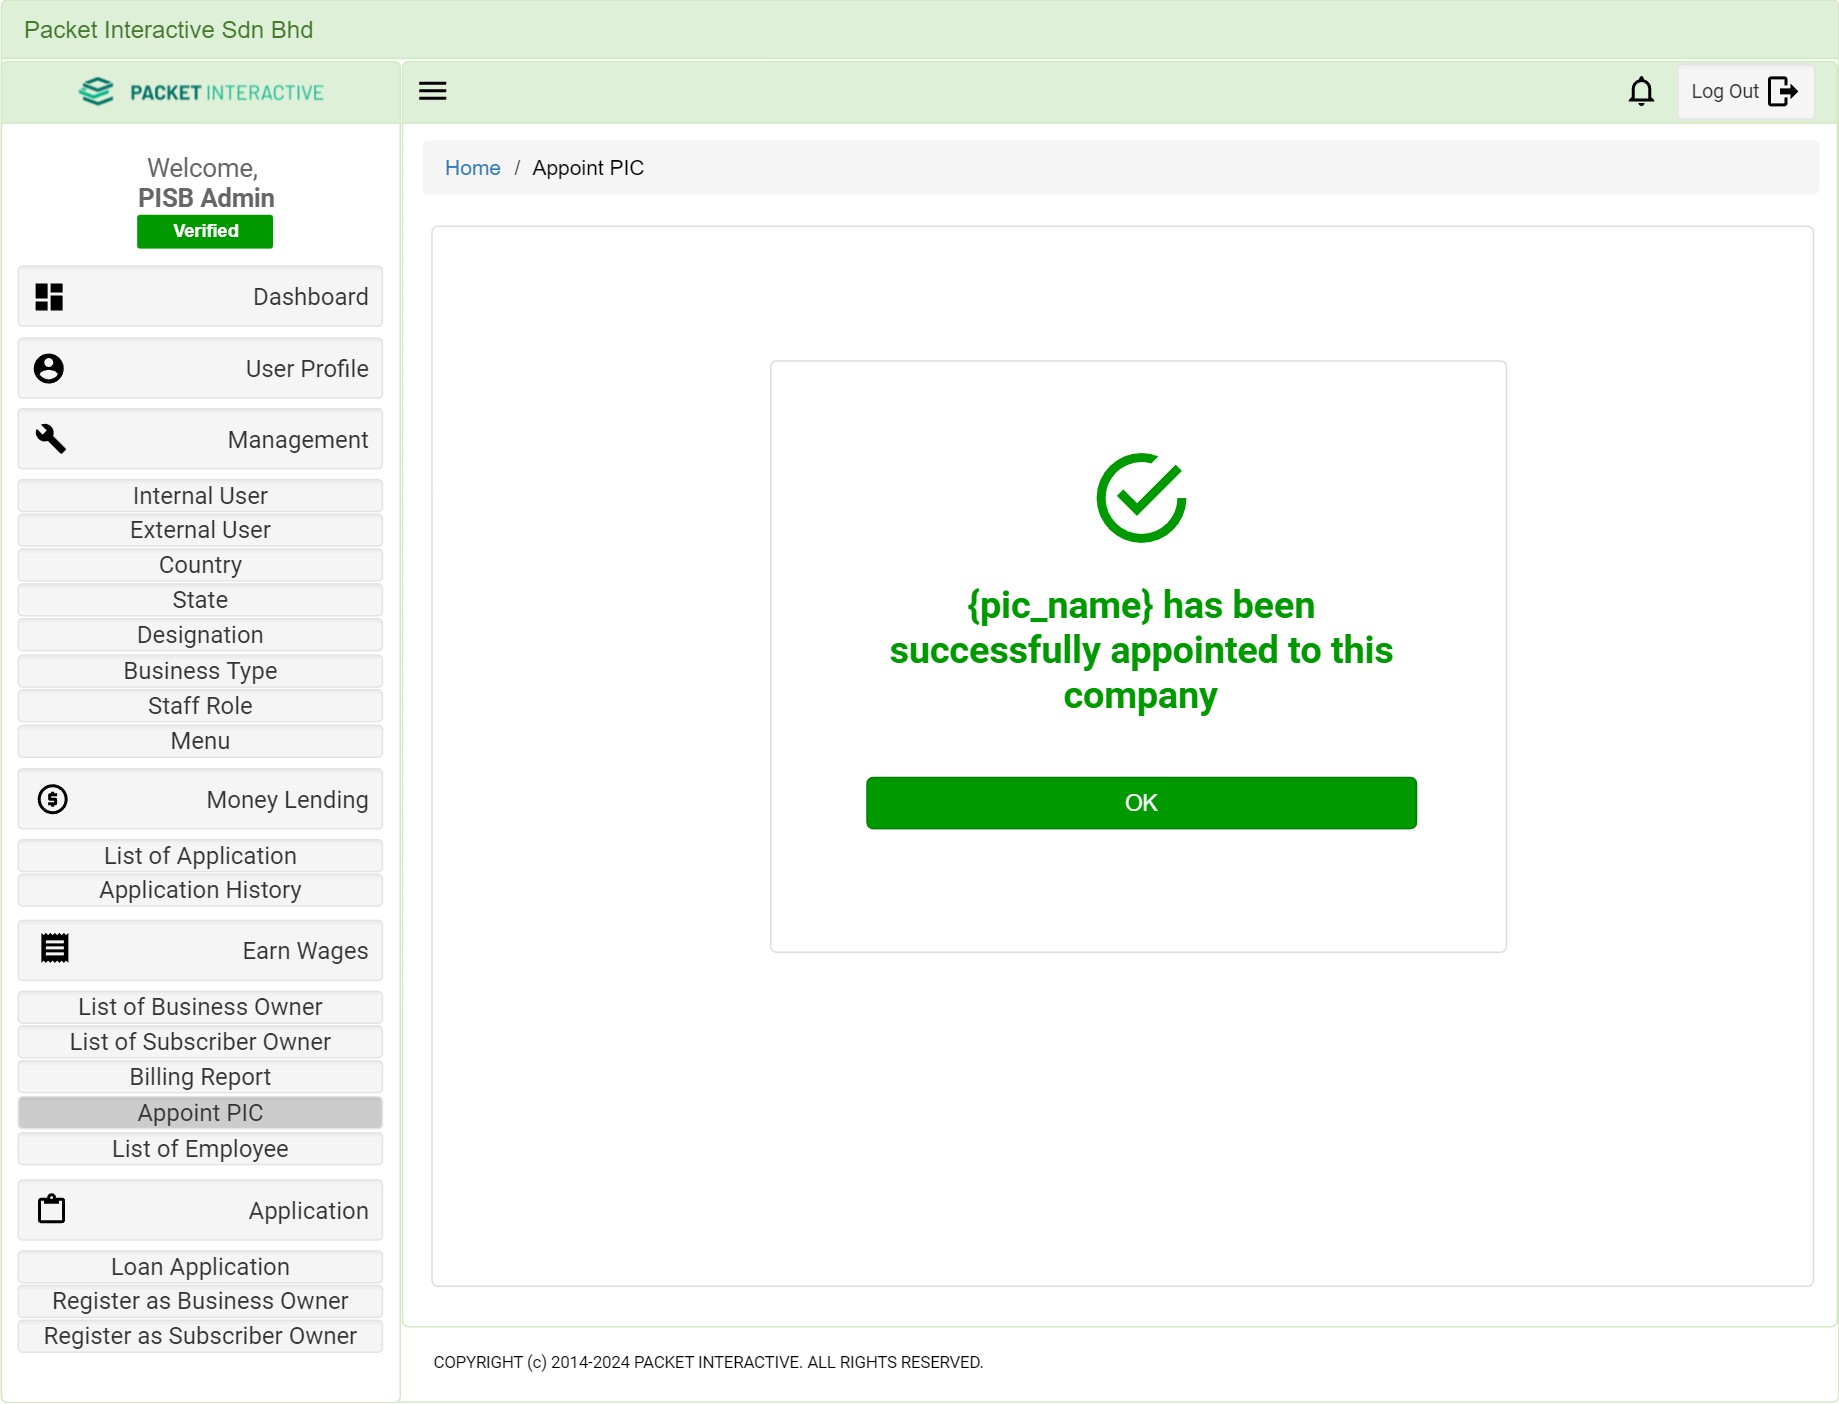 Packet Interactive Sdn Bhd
PACKET INTERACTIVE
Log Out
Welcome,
PISB Admin
Verified
Dashboard
User Profile
Management
Internal User
External User
Country
State
Designation
Business Type
Staff Role
Menu
Money Lending
List of Application
Application History
Earn Wages
List of Business Owner
List of Subscriber Owner
Billing Report
Appoint PIC
List of Employee
Application
Loan Application
Register as Business Owner
Register as Subscriber Owner
Home / Appoint PIC
{pic_name} has been
successfully appointed to this
company
OK
COPYRIGHT (c) 2014-2024 PACKET INTERACTIVE. ALL RIGHTS RESERVED.